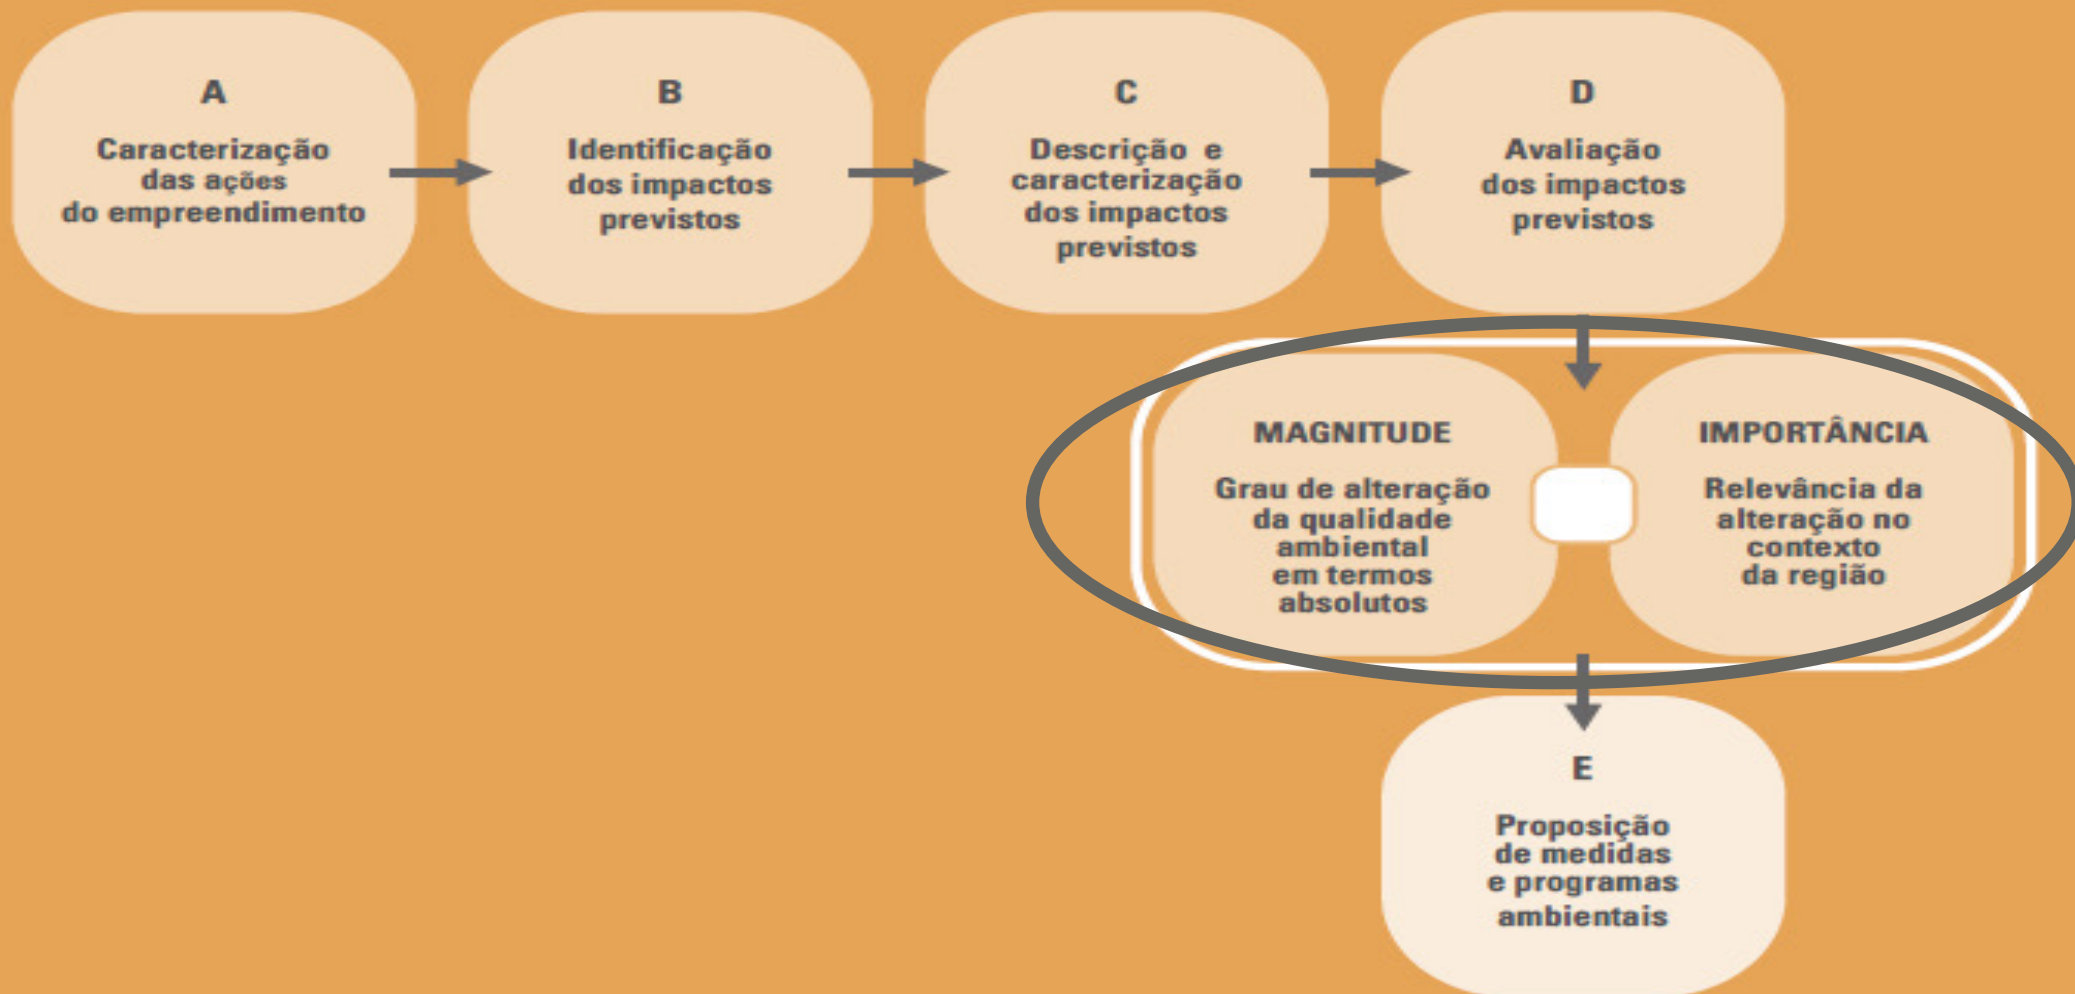 A
Caracterização
das ações
do empreendimento
B
Identificação
dos impactos
previstos
C
Descrição e
caracterização
dos impactos
previstos
D
Avaliação
dos impactos
previstos
MAGNITUDE
Grau de alteração
da qualidade
ambiental
em termos
absolutos
IMPORTÂNCIA
Relevância da
alteração no
contexto
da região
E
Proposição
de medidas
e programas
ambientais